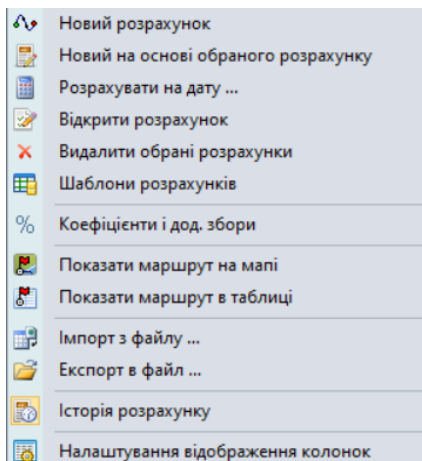 Новий розрахунок
Новий на основі обраного розрахунку
Розрахувати на дату ...
Відкрити розрахунок
Видалити обрані розрахунки
Шаблони розрахунків
% Коефіцієнти і дод. збори
Показати маршрут на мапі
Показати маршрут в таблиці
Імпорт з файлу ...
Експорт в файл ...
Історія розрахунку
Налаштування відображення колонок